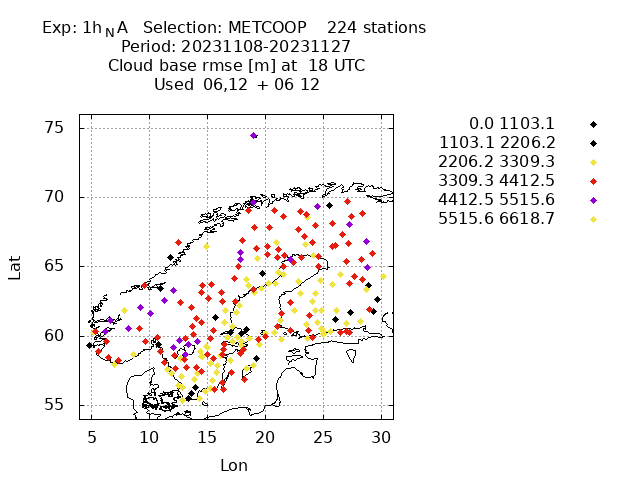 Exp: 1h_N A   Selection: METCOOP    224 stations
Period: 20231108-20231127
Cloud base rmse [m] at  18 UTC
Used  06,12  + 06 12
0.0 1103.1
1103.1 2206.2
2206.2 3309.3
3309.3 4412.5
4412.5 5515.6
5515.6 6618.7
75
70
65
60
55
Lat
5 10 15 20 25 30
Lon